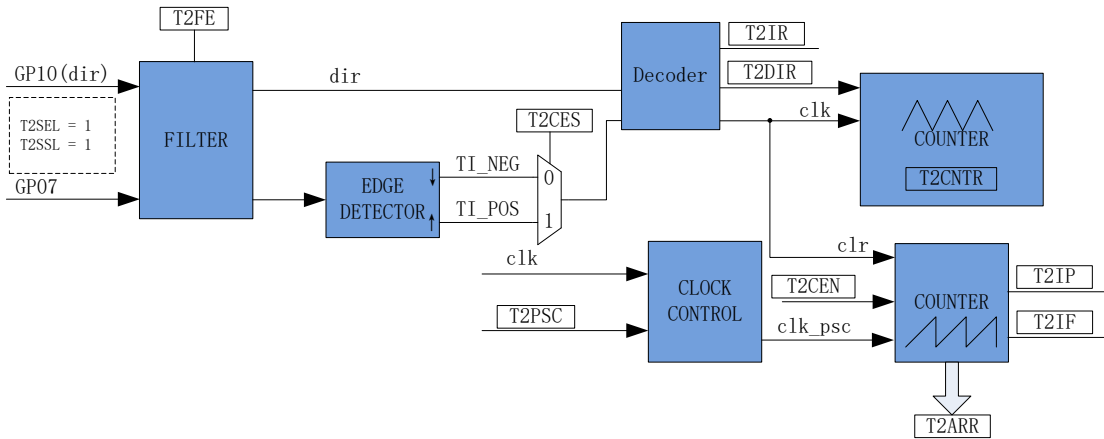 T2FE
GP10(dir)
T2SEL = 1
T2SSL = 1
GP07
FILTER
dir
T2CES
EDGE
DETECTOR
↓
↑
TI_NEG
TI_POS
0
1
Decoder
T2IR
T2DIR
clk
COUNTER
T2CNTR
clk
T2PSC
CLOCK
CONTROL
clr
T2CEN
clk_psc
COUNTER
T2IP
T2IF
T2ARR